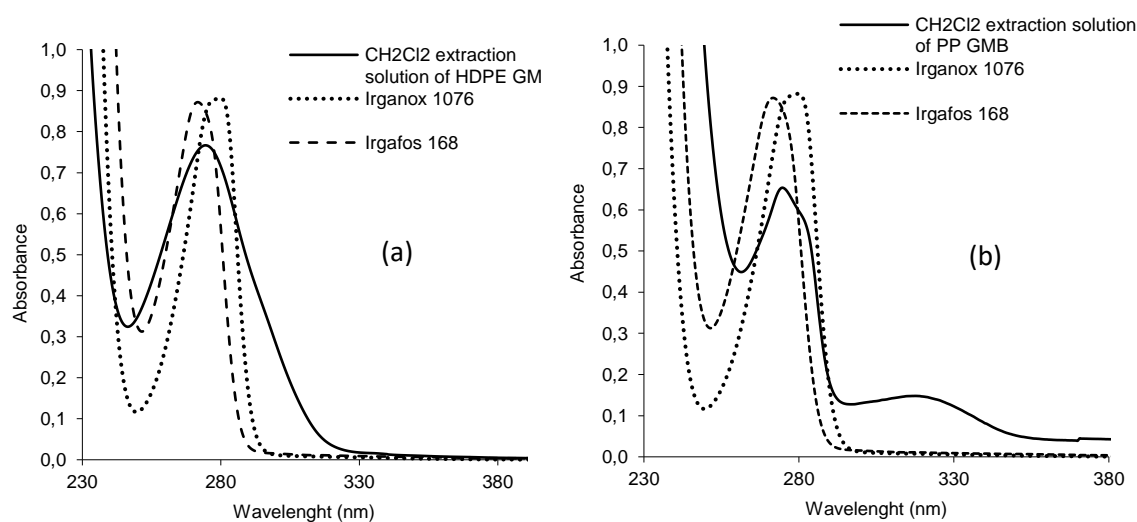 1,0
0,9
0,8
0,7
0,6
0,5
0,4
0,3
0,2
0,1
0,0
Absorbance
230
280
330
380
Wavelenght (nm)
CH2Cl2 extraction
solution of HDPE GM
Irganox 1076
Irgafos 168
(a)
1,0
0,9
0,8
0,7
0,6
0,5
0,4
0,3
0,2
0,1
0,0
Absorbance
230
280
330
380
Wavelenght (nm)
CH2Cl2 extraction solution
of PP GMB
Irganox 1076
Irgafos 168
(b)